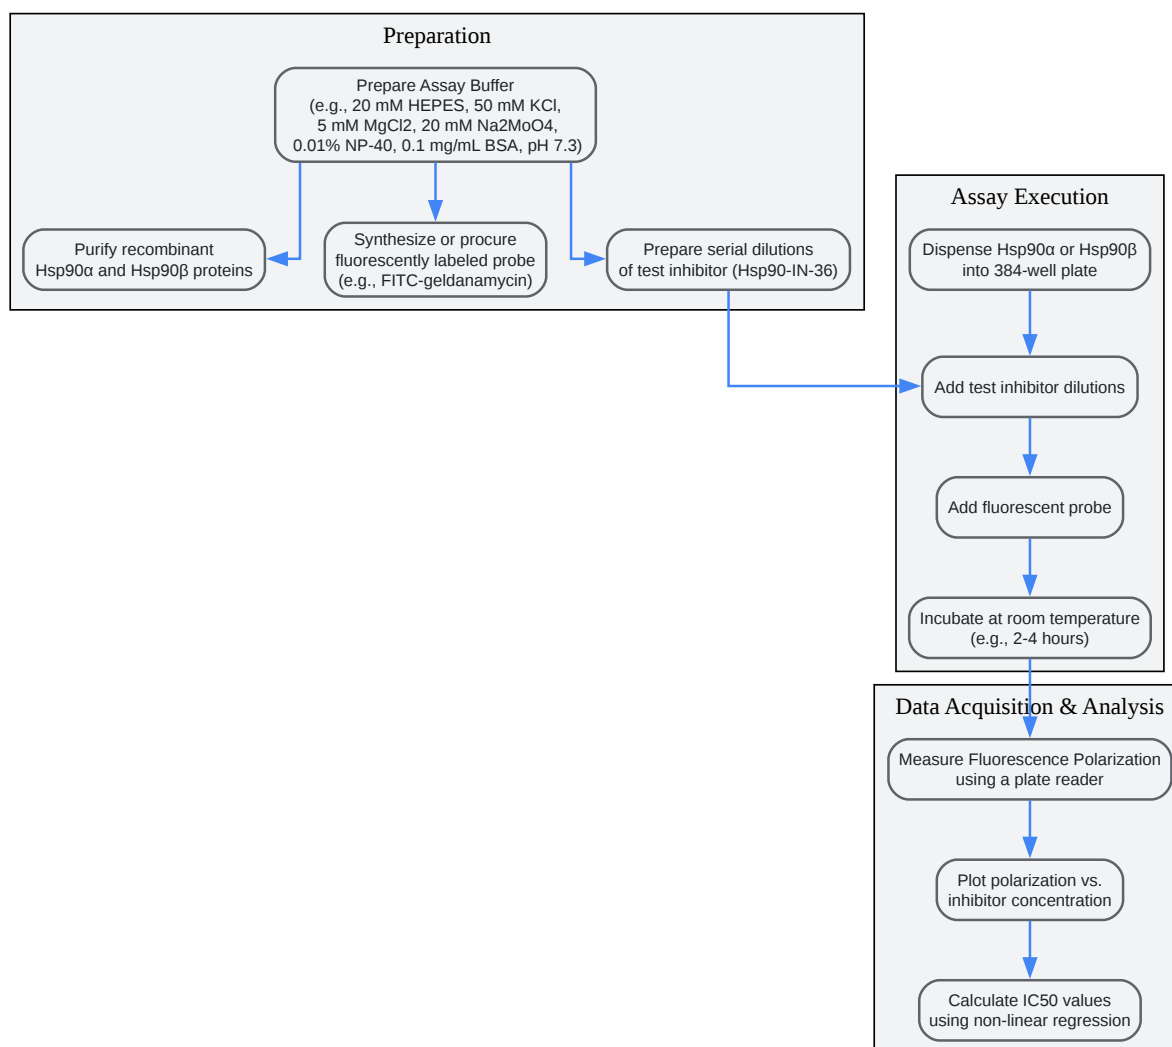 Preparation
Prepare Assay Buffer
(e.g., 20 mM HEPES, 50 mM KCl,
5 mM MgCl2, 20 mM Na2MoO4,
0.01% NP-40, 0.1 mg/mL BSA, pH 7.3)
Purify recombinant
Hsp90α and Hsp90β proteins
Synthesize or procure
fluorescently labeled probe
(e.g., FITC-geldanamycin)
Prepare serial dilutions
of test inhibitor (Hsp90-IN-36)
Assay Execution
Dispense Hsp90α or Hsp90β
into 384-well plate
Add test inhibitor dilutions
Add fluorescent probe
Incubate at room temperature
(e.g., 2-4 hours)
Data Acquisition & Analysis
Measure Fluorescence Polarization
using a plate reader
Plot polarization vs.
inhibitor concentration
Calculate IC50 values
using non-linear regression